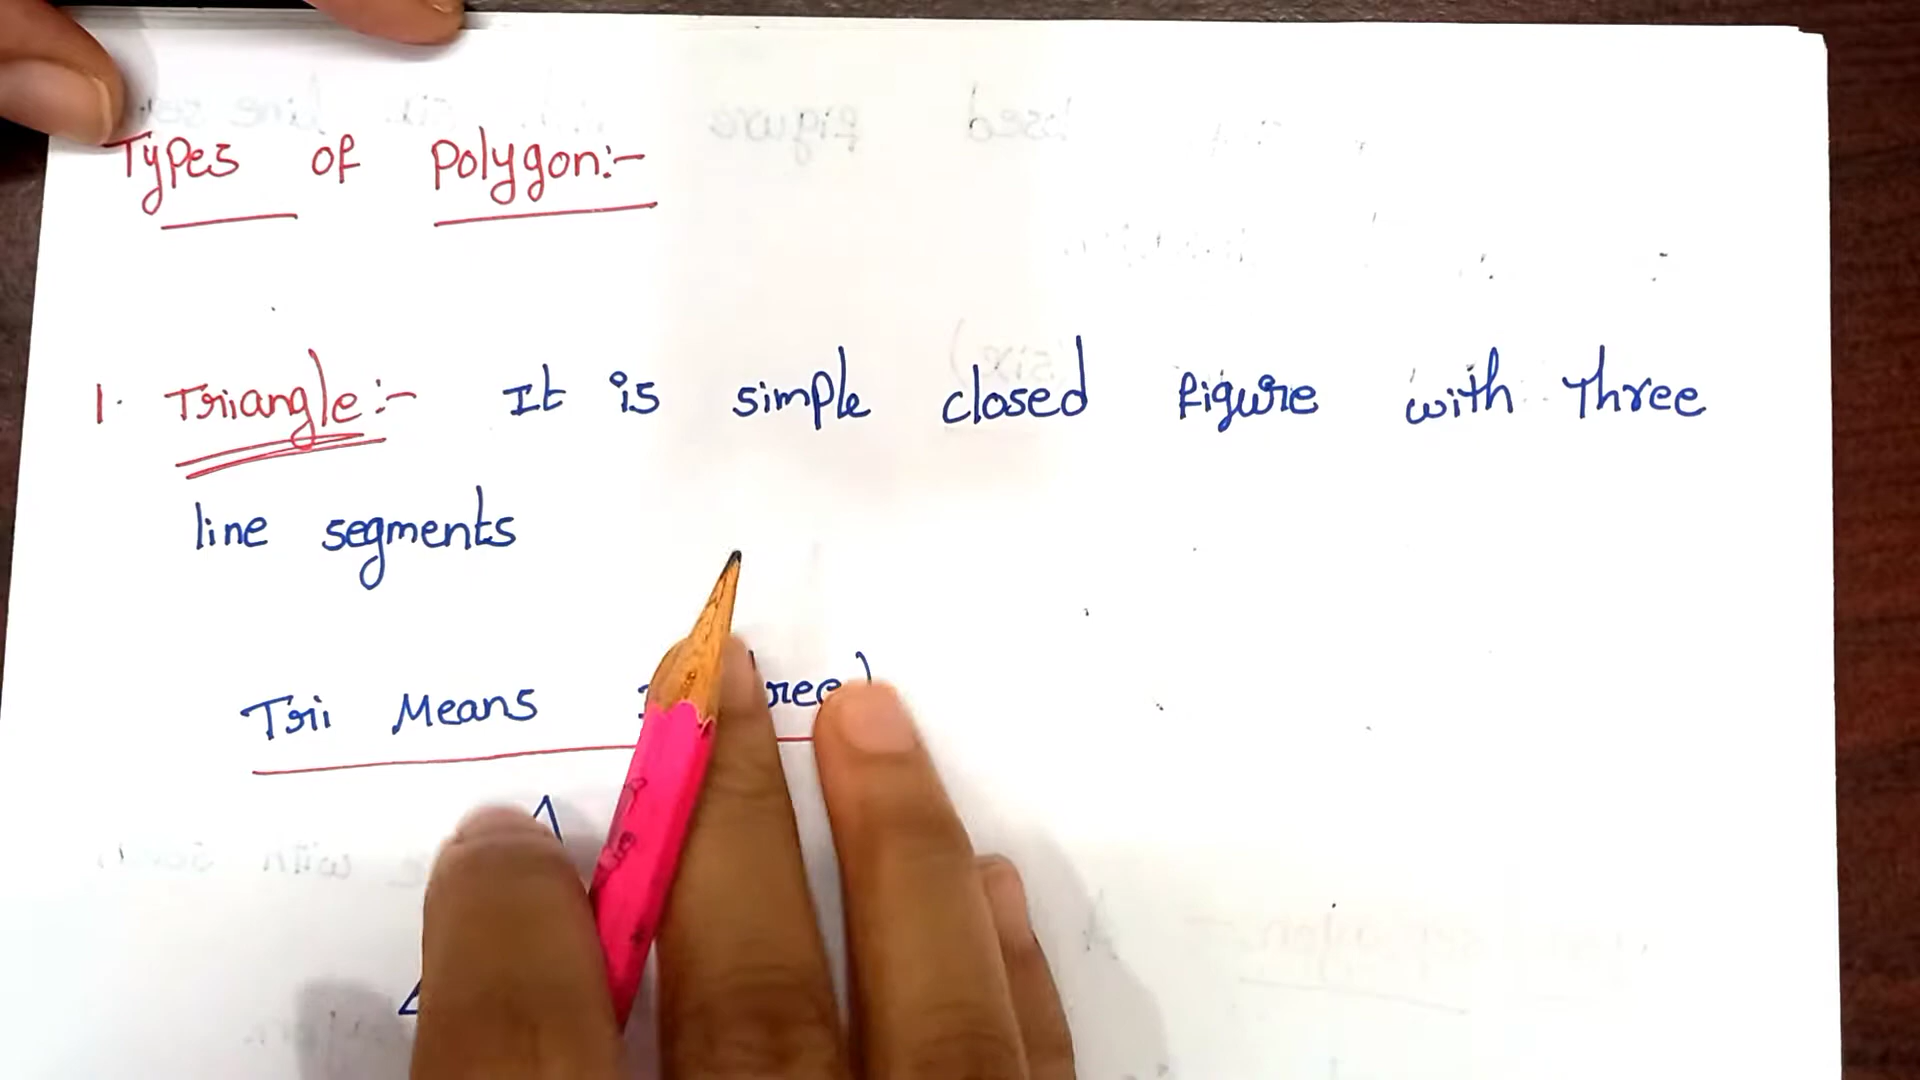 Types of Polygon:-
1. Triangle:- It is simple closed figure with Three
line segments
Tri Means